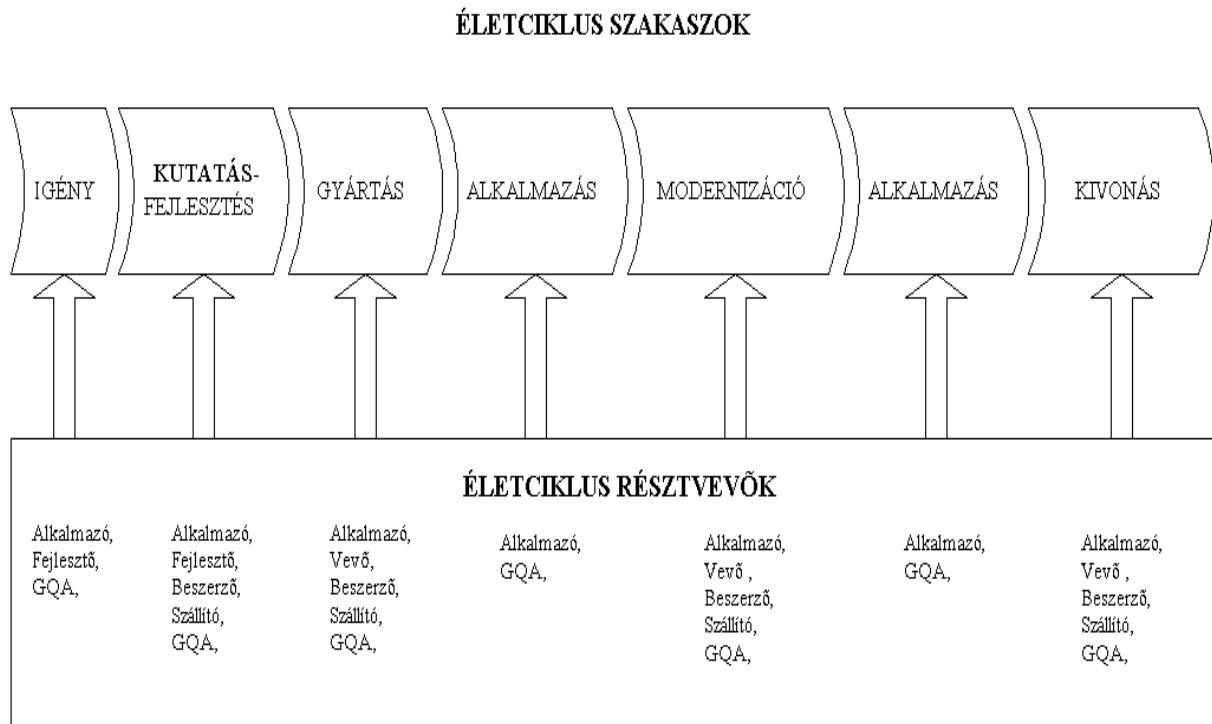 ÉLETCIKLUS SZAKASZOK
IGÉNY
KUTATÁS-
FEJLESZTÉS
GYÁRTÁS
ALKALMAZÁS
MODERNIZÁCIÓ
ALKALMAZÁS
KIVONÁS
ÉLETCIKLUS RÉSZTVEVÕK
Alkalmazó,
Fejlesztõ,
GQA,
Alkalmazó,
Fejlesztõ,
Beszerzõ,
Szállító,
GQA,
Alkalmazó,
Vevõ,
Beszerzõ,
Szállító,
GQA,
Alkalmazó,
GQA,
Alkalmazó,
Vevõ ,
Beszerzõ,
Szállító,
GQA,
Alkalmazó,
GQA,
Alkalmazó,
Vevõ ,
Beszerzõ,
Szállító,
GQA,